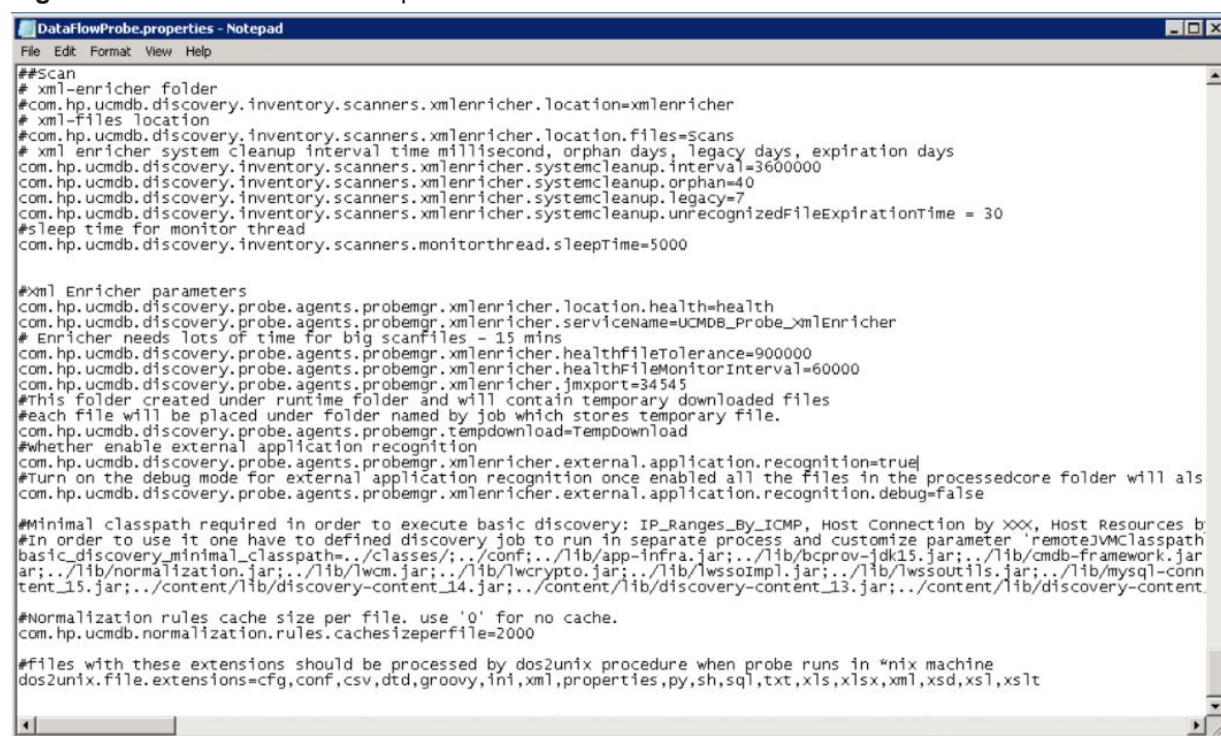 DataFlowProbe.properties - Notepad
File Edit Format View Help
##Scan
# xml-enricher folder
#com.hp.ucmdb.discovery.inventory.scanners.xmlenricher.location=xmlenricher
# xml-files location
#com.hp.ucmdb.discovery.inventory.scanners.xmlenricher.location.files=Scans
# xml enricher system cleanup interval time millisecond, orphan days, legacy days, expiration days
com.hp.ucmdb.discovery.inventory.scanners.xmlenricher.systemcleanup.interval=3600000
com.hp.ucmdb.discovery.inventory.scanners.xmlenricher.systemcleanup.orphan=40
com.hp.ucmdb.discovery.inventory.scanners.xmlenricher.systemcleanup.legacy=7
com.hp.ucmdb.discovery.inventory.scanners.xmlenricher.systemcleanup.unrecognizedFileExpirationTime = 30
#sleep time for monitor thread
com.hp.ucmdb.discovery.inventory.scanners.monitorthread.sleepTime=5000
#Xml Enricher parameters
com.hp.ucmdb.discovery.probe.agents.probemgr.xmlenricher.location.health=health
com.hp.ucmdb.discovery.probe.agents.probemgr.xmlenricher.serviceName=UCMDB_Probe_XmlEnricher
# Enricher needs lots of time for big scanfiles - 15 mins
com.hp.ucmdb.discovery.probe.agents.probemgr.xmlenricher.healthfileTolerance=900000
com.hp.ucmdb.discovery.probe.agents.probemgr.xmlenricher.healthFileMonitorInterval=60000
com.hp.ucmdb.discovery.probe.agents.probemgr.xmlenricher.jmxport=34545
#This folder created under runtime folder and will contain temporary downloaded files
#each file will be placed under folder named by job which stores temporary file.
com.hp.ucmdb.discovery.probe.agents.probemgr.tempdownload=TempDownload
#whether enable external application recognition
com.hp.ucmdb.discovery.probe.agents.probemgr.xmlenricher.external.application.recognition=true
#Turn on the debug mode for external application recognition once enabled all the files in the processedcore folder will als
com.hp.ucmdb.discovery.probe.agents.probemgr.xmlenricher.external.application.recognition.debug=false
#Minimal classpath required in order to execute basic discovery: IP_Ranges_By_ICMP, Host Connection by XXX, Host Resources b
#In order to use it one have to defined discovery job to run in separate process and customize parameter 'remoteJVMClasspath
basic_discovery_minimal_classpath=../classes/;../conf;../lib/app-infra.jar;../lib/bcprov-jdk15.jar;../lib/cmdb-framework.jar
ar;../lib/normalization.jar;../lib/lwcm.jar;../lib/lwcrypto.jar;../lib/lwssoImpl.jar;../lib/lwssoUtils.jar;../lib/mysql-conn
tent_15.jar;../content/lib/discovery-content_14.jar;../content/lib/discovery-content_13.jar;../content/lib/discovery-content
#Normalization rules cache size per file. use '0' for no cache.
com.hp.ucmdb.normalization.rules.cachesizeperfile=2000
#files with these extensions should be processed by dos2unix procedure when probe runs in *nix machine
dos2unix.file.extensions=cfg,conf,csv,dtd,groovy,ini,xml,properties,py,sh,sql,txt,xls,xlsx,xml,xsd,xsl,xslt